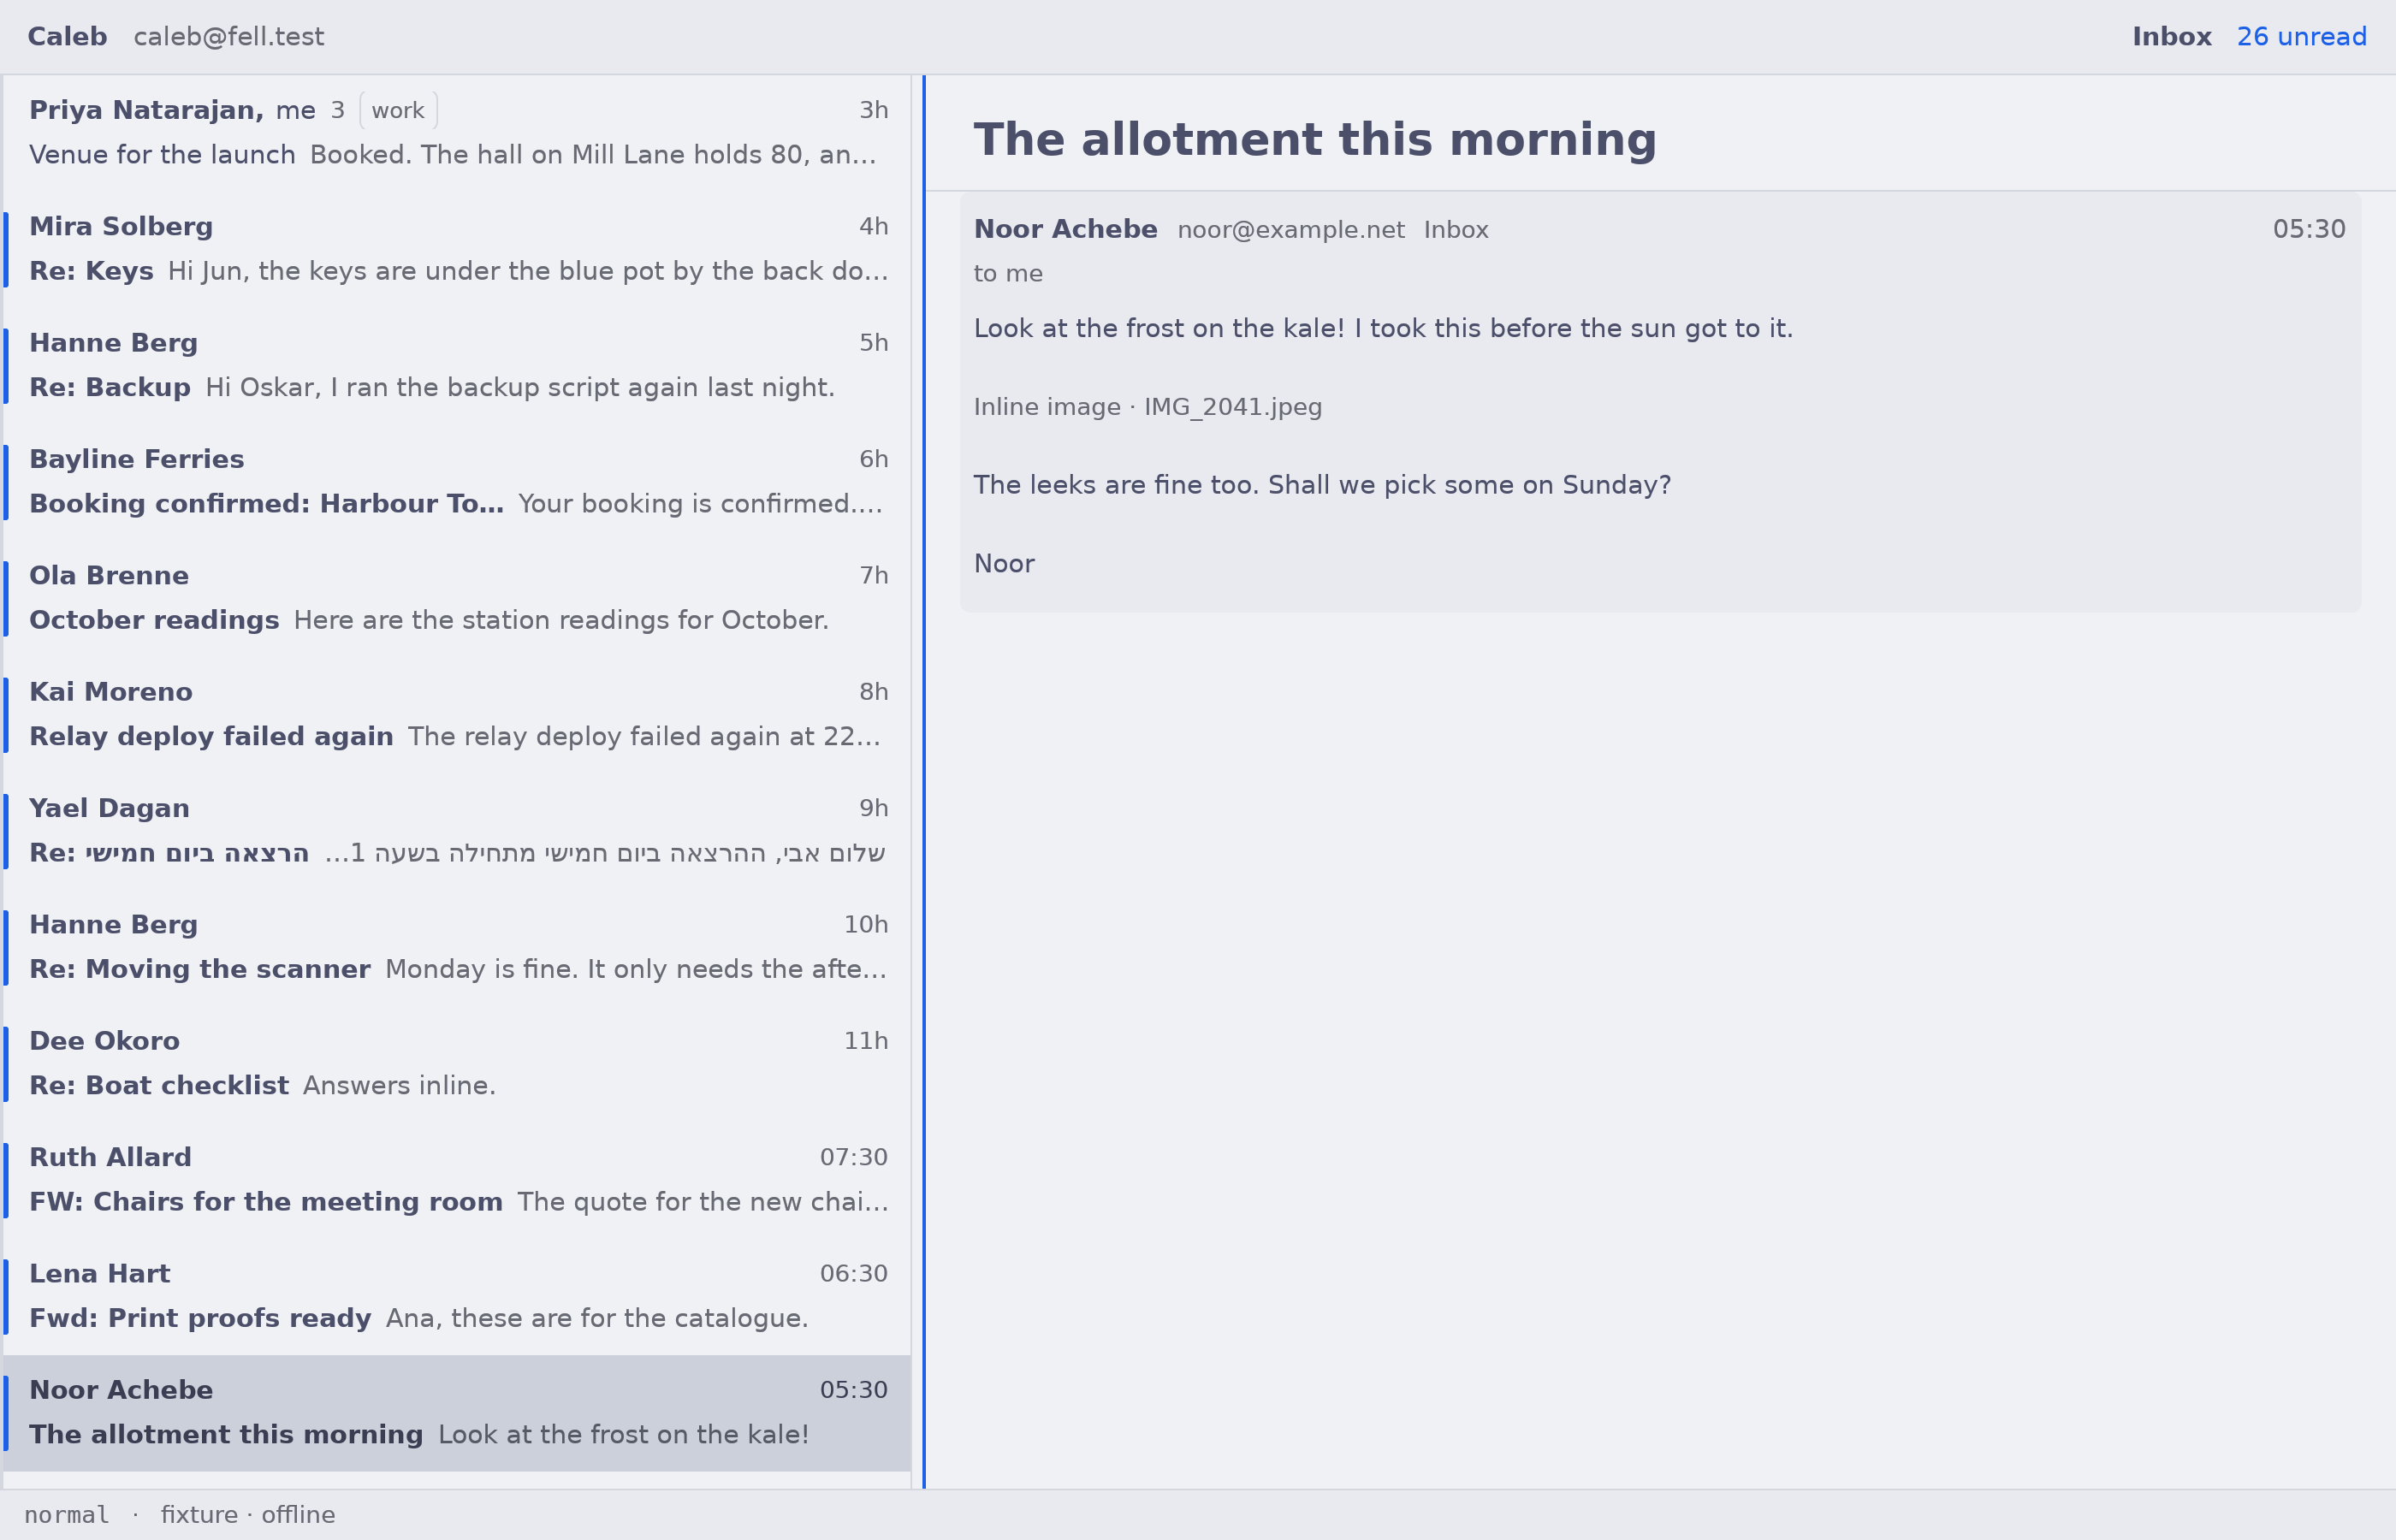 Caleb caleb@fell.test Inbox 26 unread
Priya Natarajan, me 3 work 3h
Venue for the launch Booked. The hall on Mill Lane holds 80, an…
Mira Solberg 4h
Re: Keys Hi Jun, the keys are under the blue pot by the back do…
Hanne Berg 5h
Re: Backup Hi Oskar, I ran the backup script again last night.
Bayline Ferries 6h
Booking confirmed: Harbour To… Your booking is confirmed.…
Ola Brenne 7h
October readings Here are the station readings for October.
Kai Moreno 8h
Relay deploy failed again The relay deploy failed again at 22…
Yael Dagan 9h
Re: הרצאה ביום חמישי שלום אבי, ההרצאה ביום חמישי מתחילה בשעה 1…
Hanne Berg 10h
Re: Moving the scanner Monday is fine. It only needs the afte…
Dee Okoro 11h
Re: Boat checklist Answers inline.
Ruth Allard 07:30
FW: Chairs for the meeting room The quote for the new chai…
Lena Hart 06:30
Fwd: Print proofs ready Ana, these are for the catalogue.
Noor Achebe 05:30
The allotment this morning Look at the frost on the kale!
The allotment this morning
Noor Achebe noor@example.net Inbox 05:30
to me
Look at the frost on the kale! I took this before the sun got to it.
Inline image · IMG_2041.jpeg
The leeks are fine too. Shall we pick some on Sunday?
Noor
normal · fixture · offline